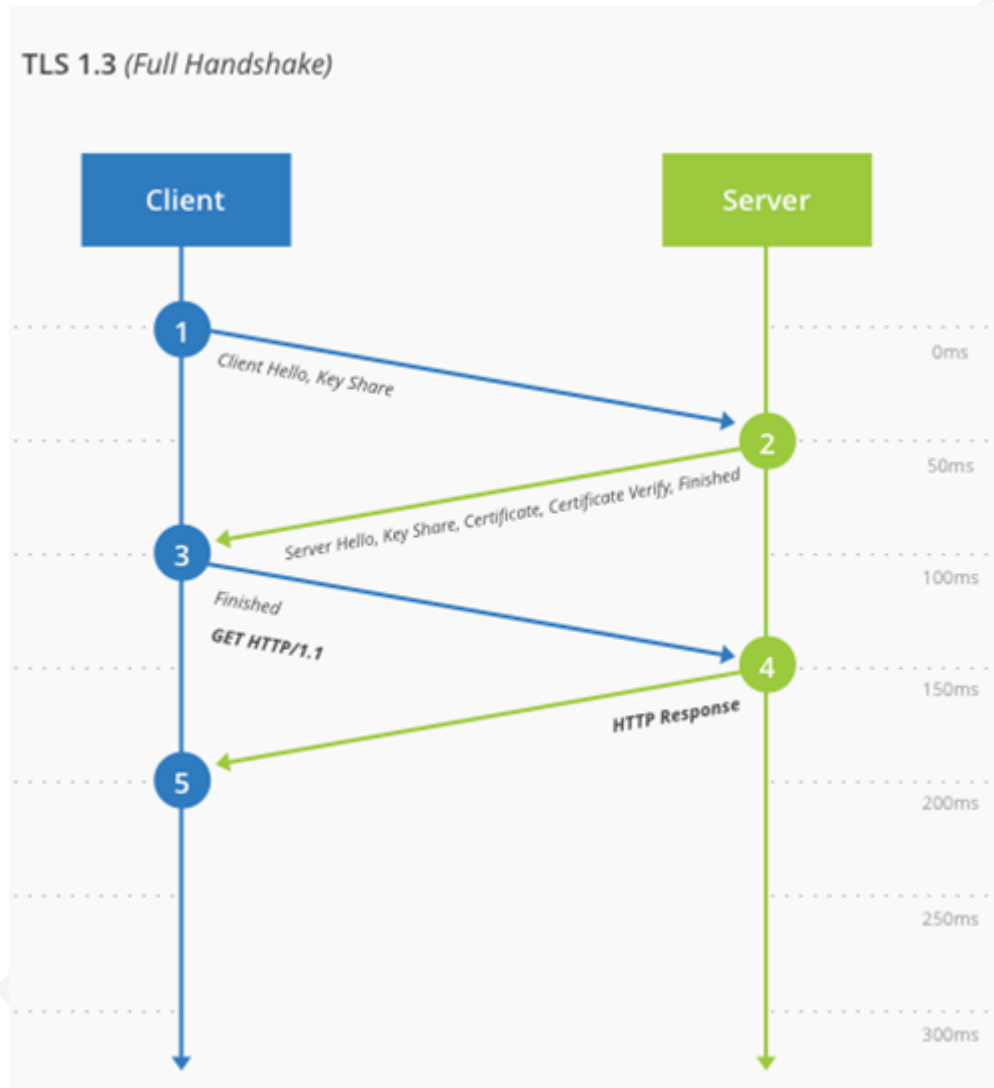 TLS 1.3 (Full Handshake)
Client
Server
1
Client Hello, Key Share
0ms
2
50ms
Server Hello, Key Share, Certificate, Certificate Verify, Finished
3
100ms
Finished
GET HTTP/1.1
4
150ms
HTTP Response
5
200ms
250ms
300ms